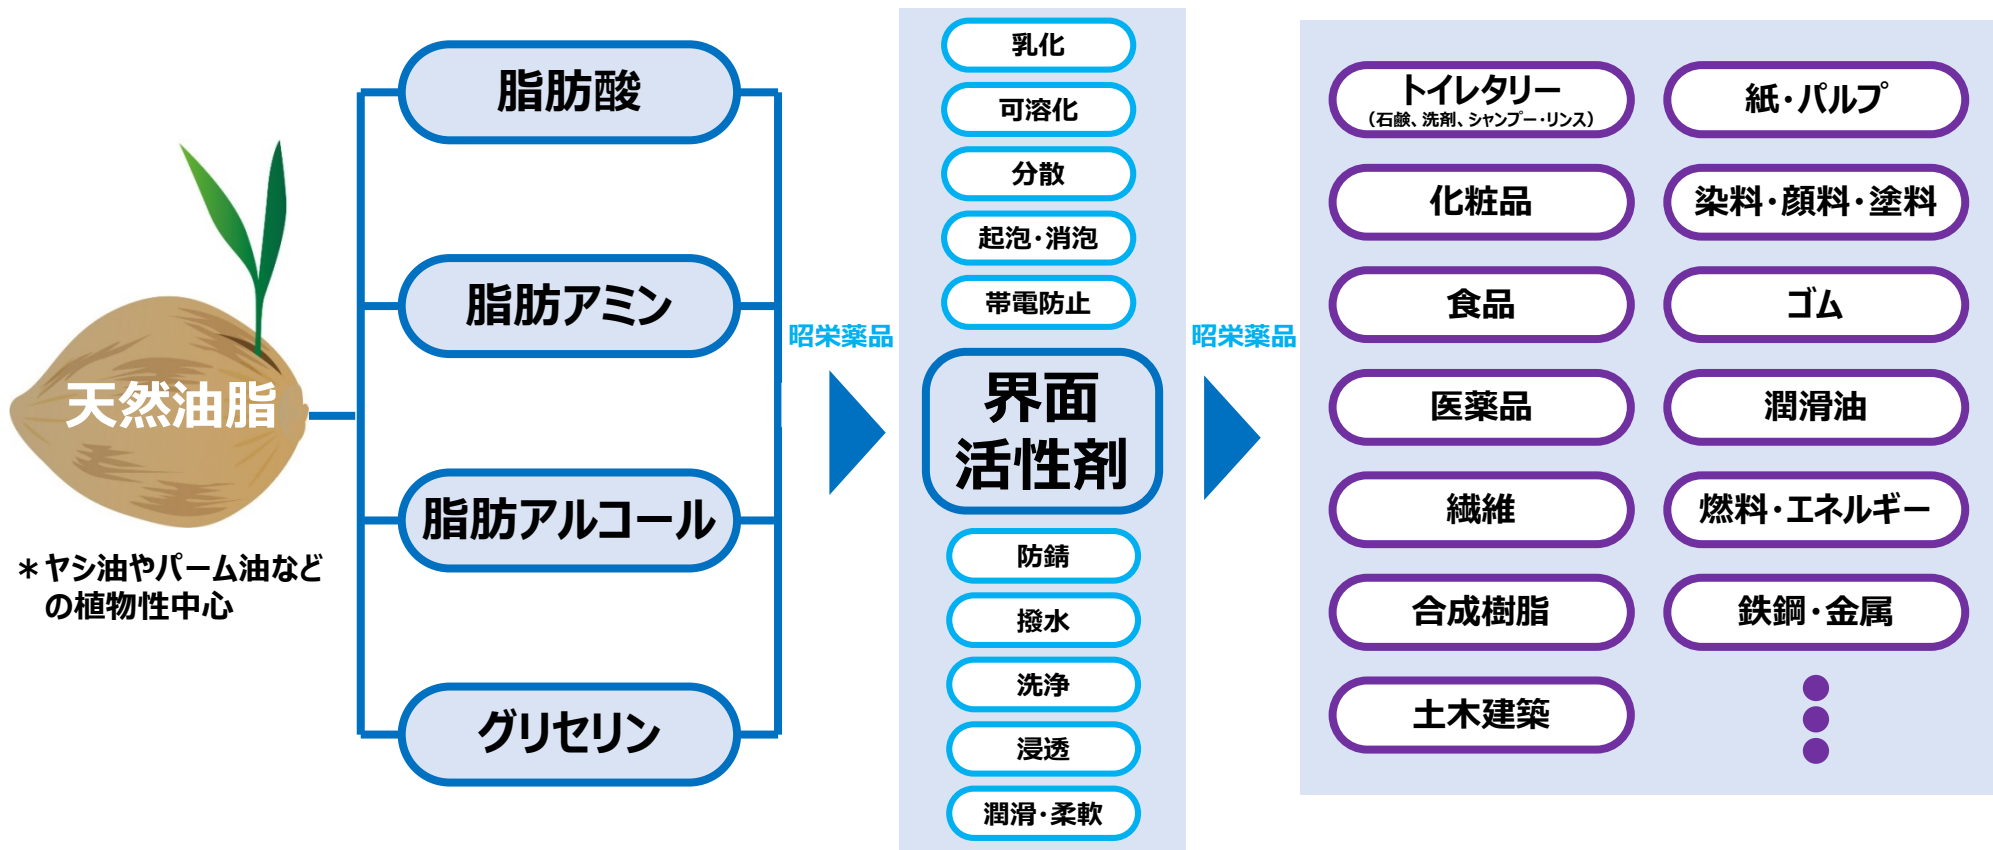 天然油脂
＊ヤシ油やパーム油など
の植物性中心
脂肪酸
脂肪アミン
脂肪アルコール
グリセリン
昭栄薬品
乳化
可溶化
分散
起泡・消泡
帯電防止
界面
活性剤
防錆
撥水
洗浄
浸透
潤滑・柔軟
昭栄薬品
トイレタリー
（石鹸、洗剤、シャンプー・リンス）
化粧品
食品
医薬品
繊維
合成樹脂
土木建築
紙・パルプ
染料・顔料・塗料
ゴム
潤滑油
燃料・エネルギー
鉄鋼・金属